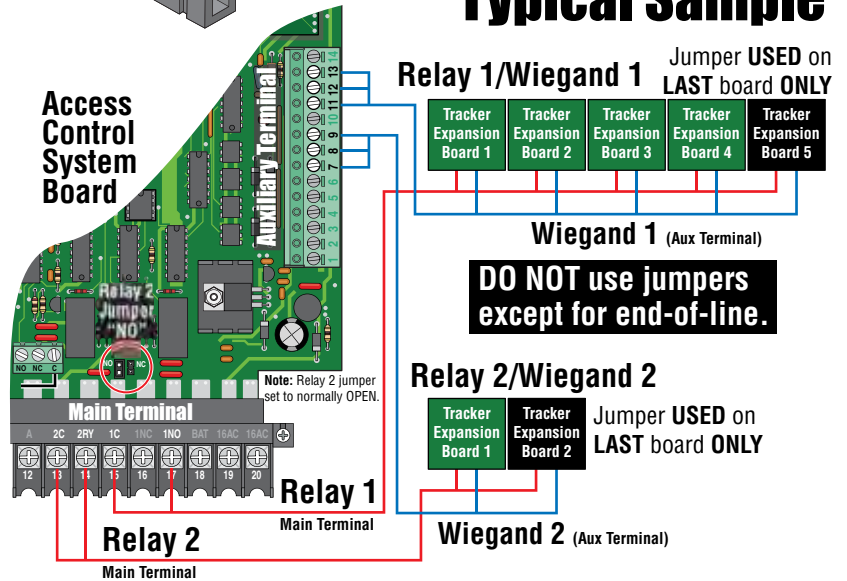 Typical Sample
Access
Control
System
Board
Auxiliary Terminal
14
13
12
11
10
9
8
7
6
5
4
3
2
1
Relay 1/Wiegand 1
Jumper USED on
LAST board ONLY
Tracker
Expansion
Board 1
Tracker
Expansion
Board 2
Tracker
Expansion
Board 3
Tracker
Expansion
Board 4
Tracker
Expansion
Board 5
Wiegand 1 (Aux Terminal)
DO NOT use jumpers
except for end-of-line.
Relay 2
Jumper
"NO"
NO NC
NO NC C
Note: Relay 2 jumper
set to normally OPEN.
Main Terminal
A 2C 2RY 1C 1NC 1NO BAT 16AC 16AC
12 13 14 15 16 17 18 19 20
Relay 2/Wiegand 2
Tracker
Expansion
Board 1
Tracker
Expansion
Board 2
Jumper USED on
LAST board ONLY
Relay 1
Main Terminal
Wiegand 2 (Aux Terminal)
Relay 2
Main Terminal